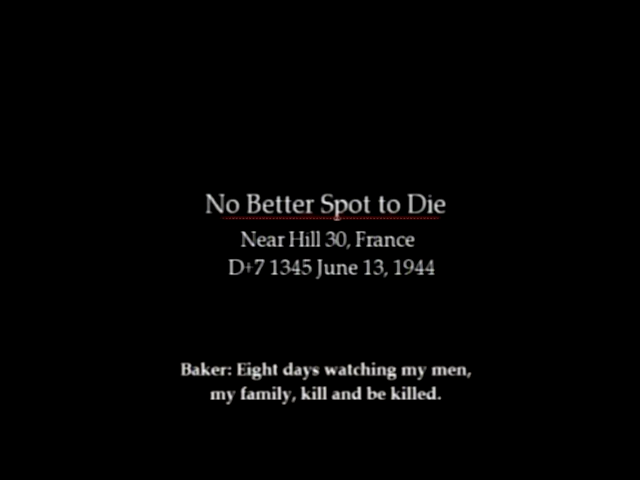 No Better Spot to Die
Near Hill 30, France
D+7 1345 June 13, 1944
Baker: Eight days watching my men,
my family, kill and be killed.